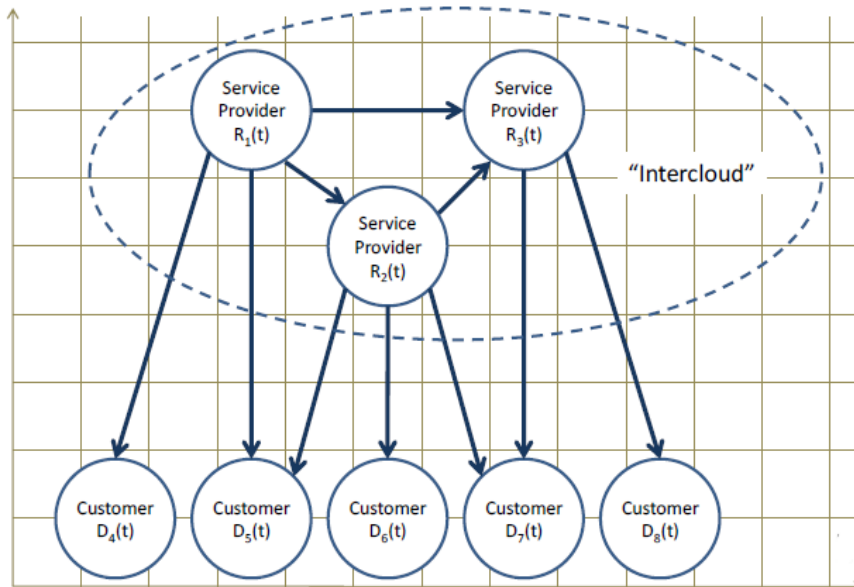 Service
Provider
R₁(t)
Service
Provider
R₃(t)
“Intercloud”
Service
Provider
R₂(t)
Customer
D₄(t)
Customer
D₅(t)
Customer
D₆(t)
Customer
D₇(t)
Customer
D₈(t)